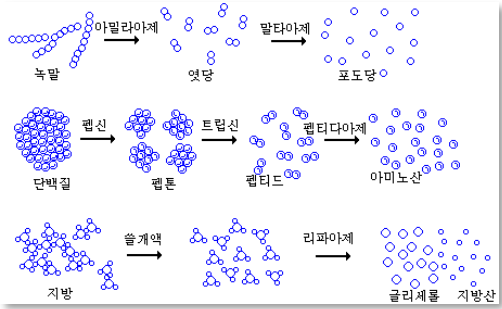 아밀라아제 말타아제
녹말 엿당 포도당
펩신 트립신 펩티다아제
단백질 펩톤 펩티드 아미노산
쓸개액 리파아제
지방 글리세롤 지방산